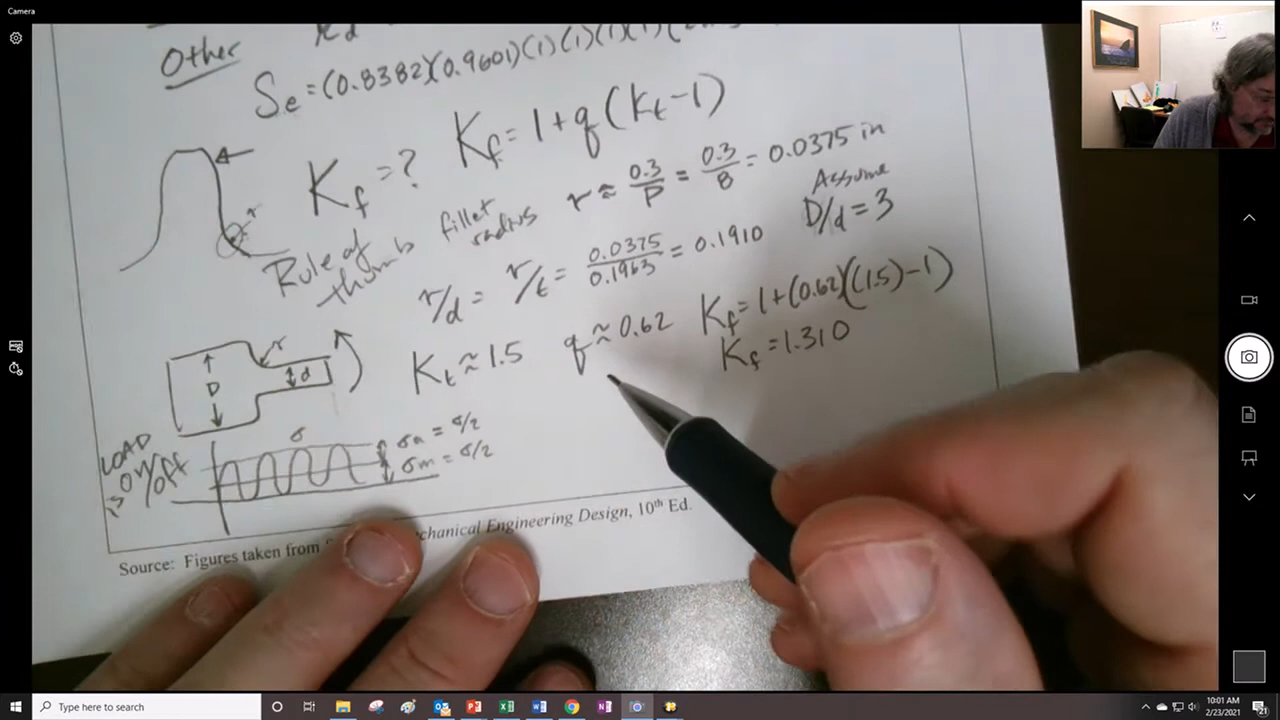 Camera
Other
Kd
Se = (0.8382)(0.9601)(1)(1)(1)(1)
Kf = ? Kf = 1 + q (Kt - 1)
Rule of thumb fillet radius r ≈ 0.3/P = 0.3/8 = 0.0375 in
Assume D/d = 3
r
r/d = r/t = 0.0375/0.1963 = 0.1910
Kt ≈ 1.5 q ≈ 0.62 Kf = 1 + (0.62)((1.5) - 1)
Kf = 1.310
r
D
d
LOAD is on/off
σ
σa = σ/2
σm = σ/2
Source: Figures taken from chanical Engineering Design, 10th Ed.
Type here to search
10:01 AM
2/23/2021
21